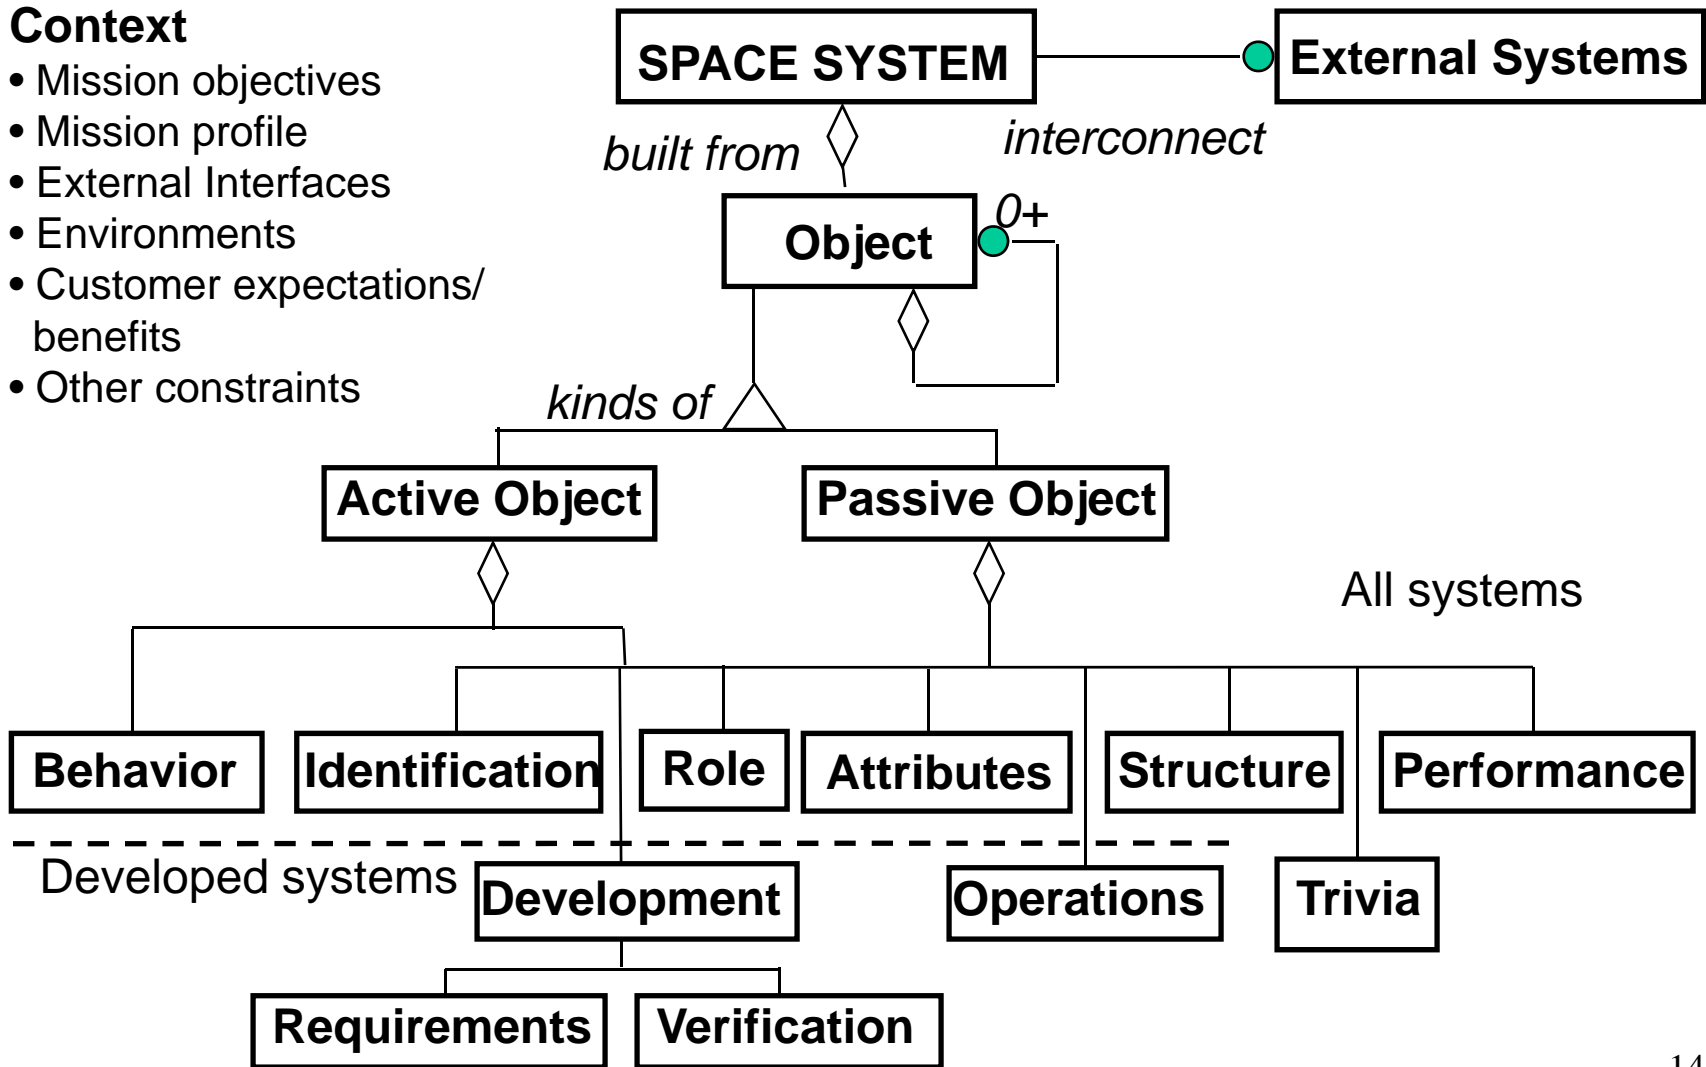 Context
• Mission objectives
• Mission profile
• External Interfaces
• Environments
• Customer expectations/
benefits
• Other constraints
SPACE SYSTEM
External Systems
built from
interconnect
Object
0+
kinds of
Active Object
Passive Object
All systems
Behavior
Identification
Role
Attributes
Structure
Performance
Developed systems
Development
Operations
Trivia
Requirements
Verification
14